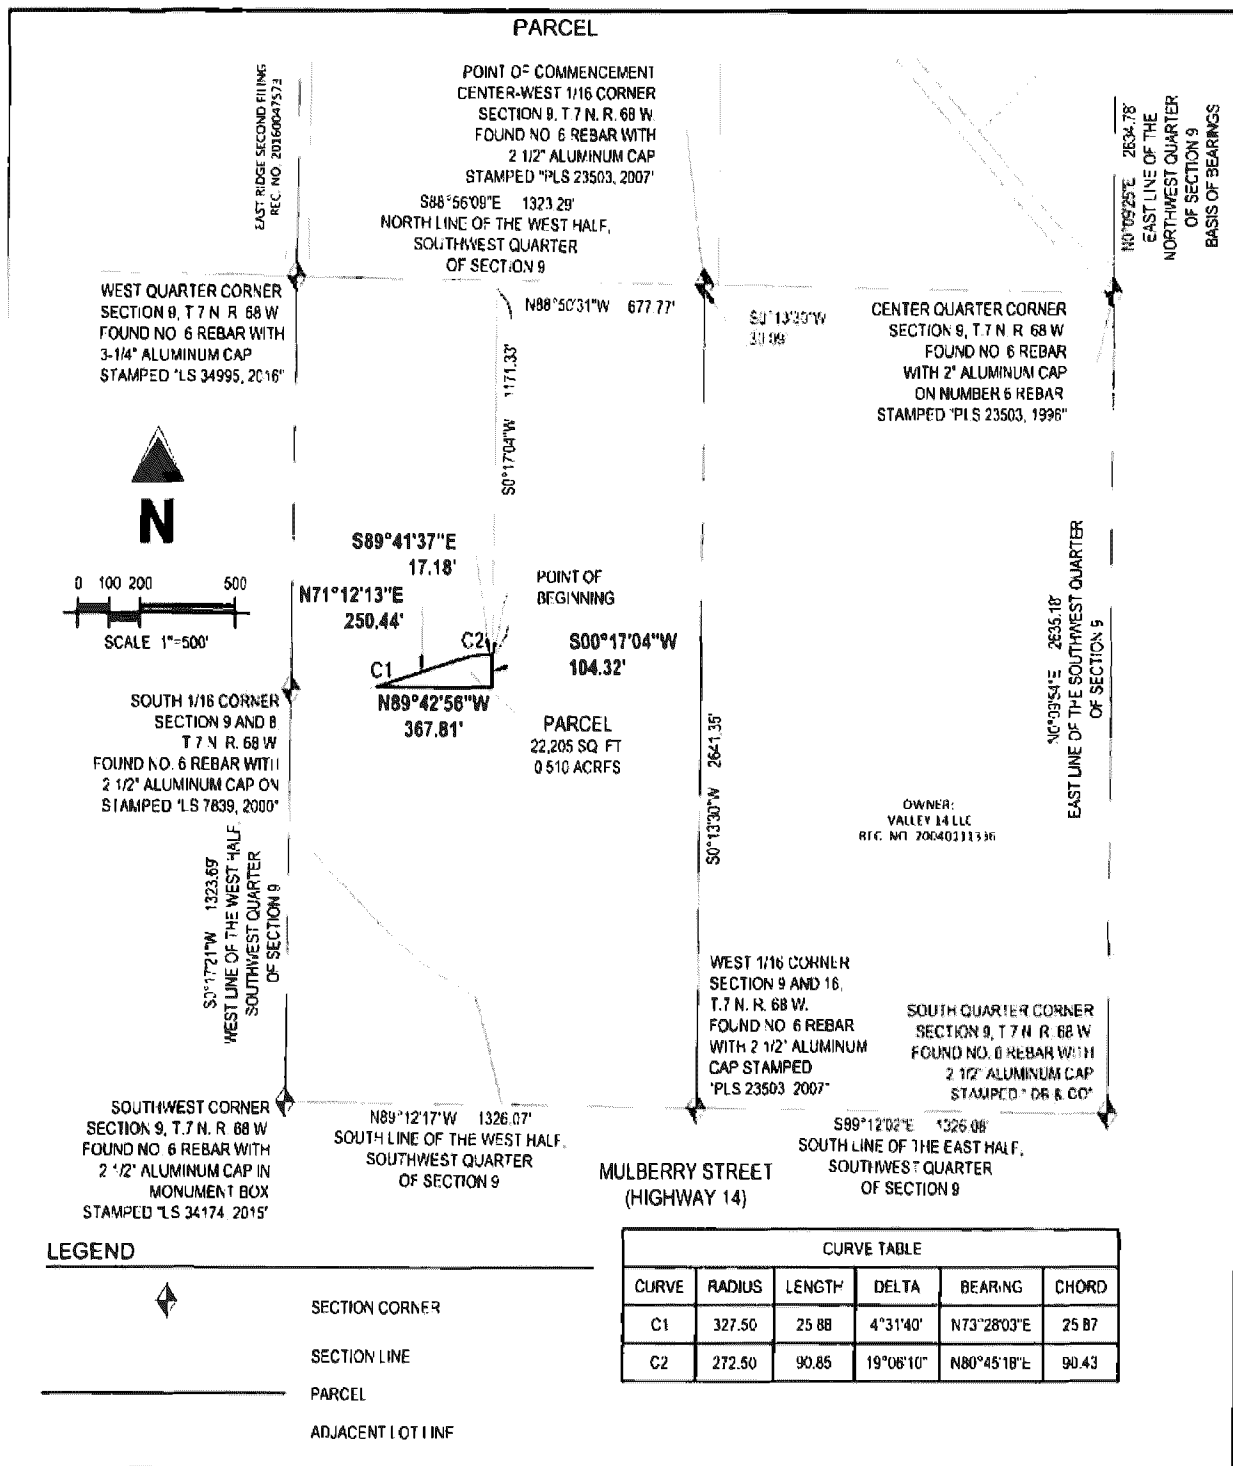 PARCEL
POINT OF COMMENCEMENT
CENTER-WEST 1/16 CORNER
SECTION 9, T.7 N. R. 68 W.
FOUND NO. 6 REBAR WITH
2 1/2" ALUMINUM CAP
STAMPED "PLS 23503, 2007"
EAST RIDGE SECOND FILING
REC. NO. 20160047573
S88°56'09"E 1323.29'
NORTH LINE OF THE WEST HALF,
SOUTHWEST QUARTER
OF SECTION 9
N0°09'25"E 2634.78'
EAST LINE OF THE
NORTHWEST QUARTER
OF SECTION 9
BASIS OF BEARINGS
WEST QUARTER CORNER
SECTION 9, T.7 N. R. 68 W.
FOUND NO. 6 REBAR WITH
3-1/4" ALUMINUM CAP
STAMPED "LS 34995, 2016"
N88°50'31"W 677.77'
S0°13'30"W
30.09'
CENTER QUARTER CORNER
SECTION 9, T.7 N. R. 68 W
FOUND NO. 6 REBAR
WITH 2" ALUMINUM CAP
ON NUMBER 6 REBAR
STAMPED "PLS 23503, 1996"
S0°17'04"W 1171.33'
N
0 100 200 500
SCALE 1"=500'
S89°41'37"E
17.18'
N71°12'13"E
250.44'
POINT OF
BEGINNING
C2
C1
S00°17'04"W
104.32'
N89°42'56"W
367.81'
PARCEL
22,205 SQ. FT
0.510 ACRES
SOUTH 1/16 CORNER
SECTION 9 AND 8
T.7 N. R. 68 W.
FOUND NO. 6 REBAR WITH
2 1/2" ALUMINUM CAP ON
STAMPED "LS 7839, 2000"
S0°13'30"W 2641.35'
N0°09'54"E 2635.18'
EAST LINE OF THE SOUTHWEST QUARTER
OF SECTION 9
OWNER:
VALLEY 14 LLC
REC. NO. 20040111336
S0°17'21"W 1323.69'
WEST LINE OF THE WEST HALF,
SOUTHWEST QUARTER
OF SECTION 9
WEST 1/16 CORNER
SECTION 9 AND 16,
T.7 N. R. 68 W.
FOUND NO. 6 REBAR
WITH 2 1/2" ALUMINUM
CAP STAMPED
"PLS 23503 2007"
SOUTH QUARTER CORNER
SECTION 9, T.7 N. R. 68 W
FOUND NO. 6 REBAR WITH
2 1/2" ALUMINUM CAP
STAMPED " DB & CO"
SOUTHWEST CORNER
SECTION 9, T.7 N. R. 68 W
FOUND NO. 6 REBAR WITH
2 1/2" ALUMINUM CAP IN
MONUMENT BOX
STAMPED "LS 34174, 2015"
N89°12'17"W 1326.07'
SOUTH LINE OF THE WEST HALF,
SOUTHWEST QUARTER
OF SECTION 9
S89°12'02"E 1326.08'
SOUTH LINE OF THE EAST HALF,
SOUTHWEST QUARTER
OF SECTION 9
MULBERRY STREET
(HIGHWAY 14)
LEGEND
SECTION CORNER
SECTION LINE
PARCEL
ADJACENT LOT LINE
CURVE TABLE
CURVE RADIUS LENGTH DELTA BEARING CHORD
C1 327.50 25.88 4°31'40" N73°28'03"E 25.87
C2 272.50 90.85 19°06'10" N80°45'18"E 90.43